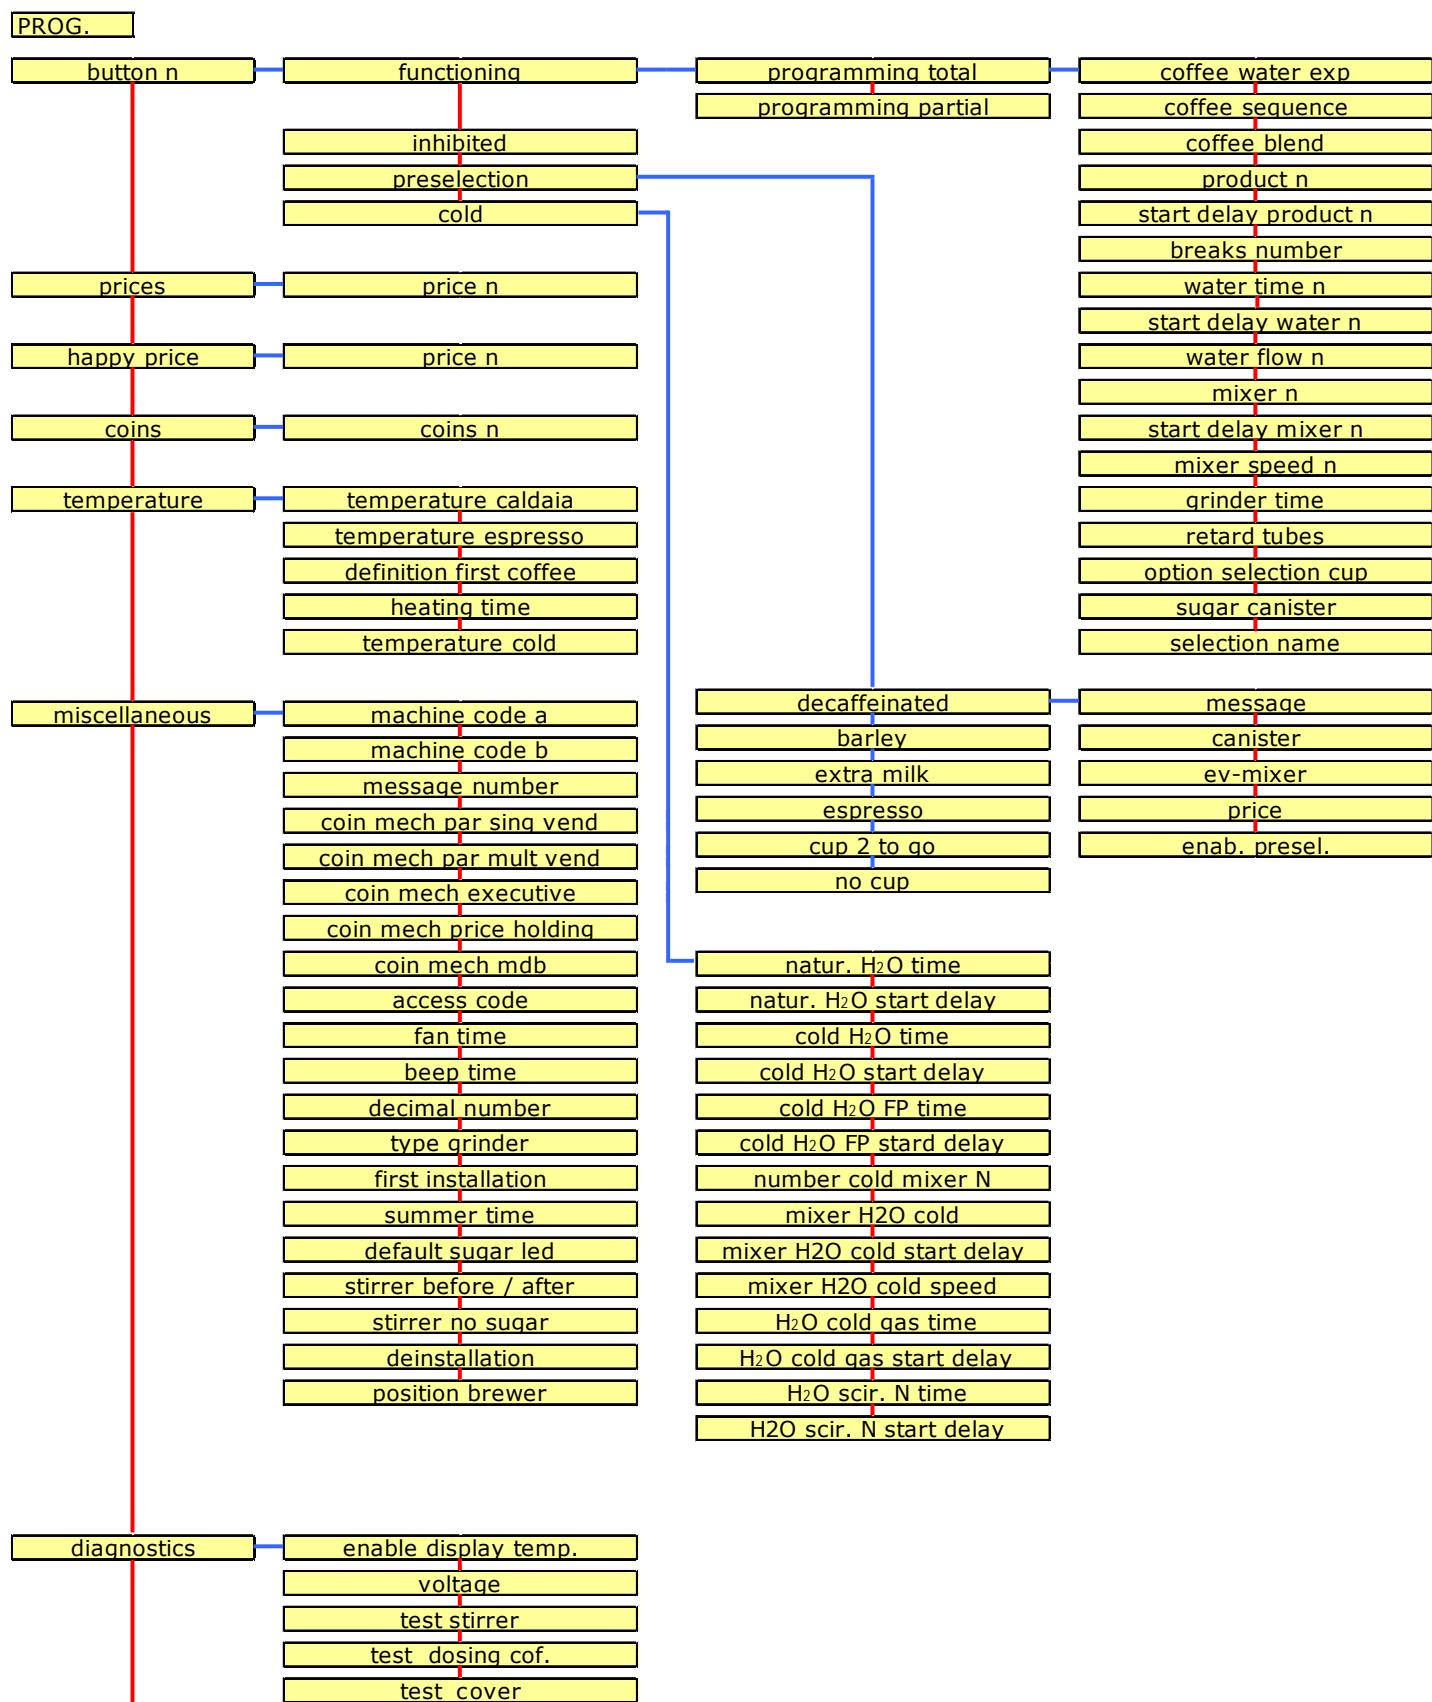 PROG.
button n
functioning
programming total
coffee water exp
programming partial
coffee sequence
inhibited
coffee blend
preselection
product n
cold
start delay product n
breaks number
prices
price n
water time n
start delay water n
happy price
price n
water flow n
mixer n
coins
coins n
start delay mixer n
mixer speed n
temperature
temperature caldaia
grinder time
temperature espresso
retard tubes
definition first coffee
option selection cup
heating time
sugar canister
temperature cold
selection name
miscellaneous
machine code a
decaffeinated
message
machine code b
barley
canister
message number
extra milk
ev-mixer
coin mech par sing vend
espresso
price
coin mech par mult vend
cup 2 to go
enab. presel.
coin mech executive
no cup
coin mech price holding
coin mech mdb
natur. H2O time
access code
natur. H2O start delay
fan time
cold H2O time
beep time
cold H2O start delay
decimal number
cold H2O FP time
type grinder
cold H2O FP stard delay
first installation
number cold mixer N
summer time
mixer H2O cold
default sugar led
mixer H2O cold start delay
stirrer before / after
mixer H2O cold speed
stirrer no sugar
H2O cold gas time
deinstallation
H2O cold gas start delay
position brewer
H2O scir. N time
H2O scir. N start delay
diagnostics
enable display temp.
voltage
test stirrer
test dosing cof.
test cover